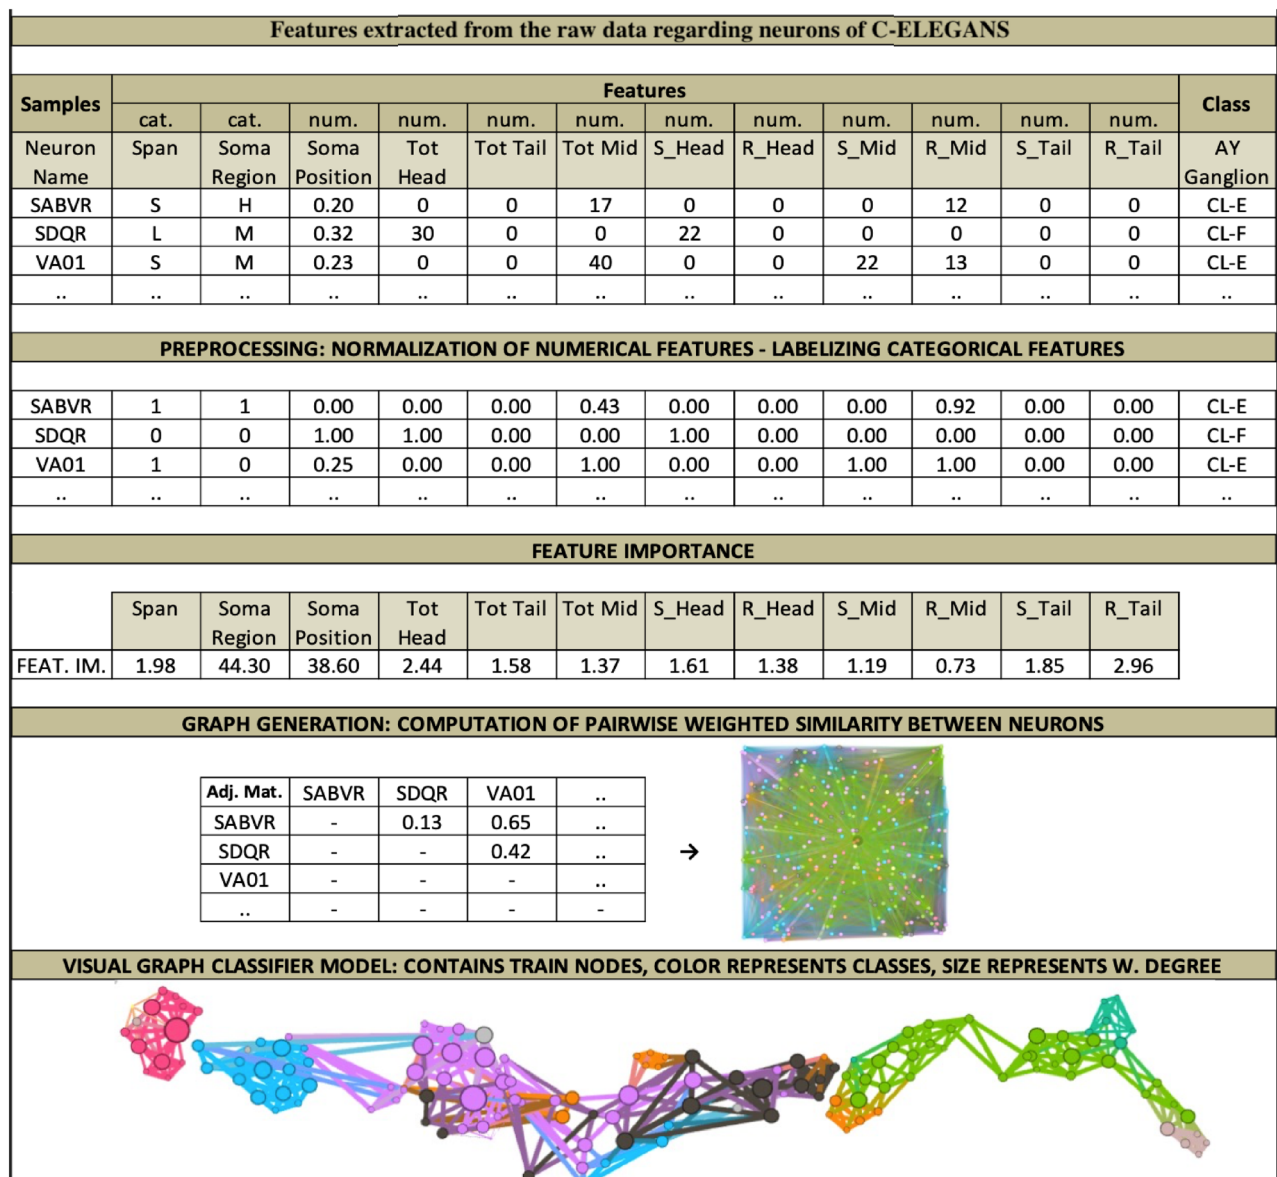 Features extracted from the raw data regarding neurons of C-ELEGANS
Samples Features Class
cat. cat. num. num. num. num. num. num. num. num. num. num.
Neuron Name Span Soma Region Soma Position Tot Head Tot Tail Tot Mid S_Head R_Head S_Mid R_Mid S_Tail R_Tail AY Ganglion
SABVR S H 0.20 0 0 17 0 0 0 12 0 0 CL-E
SDQR L M 0.32 30 0 0 22 0 0 0 0 0 CL-F
VA01 S M 0.23 0 0 40 0 0 22 13 0 0 CL-E
.. .. .. .. .. .. .. .. .. .. .. .. .. ..
PREPROCESSING: NORMALIZATION OF NUMERICAL FEATURES - LABELIZING CATEGORICAL FEATURES
SABVR 1 1 0.00 0.00 0.00 0.43 0.00 0.00 0.00 0.92 0.00 0.00 CL-E
SDQR 0 0 1.00 1.00 0.00 0.00 1.00 0.00 0.00 0.00 0.00 0.00 CL-F
VA01 1 0 0.25 0.00 0.00 1.00 0.00 0.00 1.00 1.00 0.00 0.00 CL-E
.. .. .. .. .. .. .. .. .. .. .. .. .. ..
FEATURE IMPORTANCE
Span Soma Region Soma Position Tot Head Tot Tail Tot Mid S_Head R_Head S_Mid R_Mid S_Tail R_Tail
FEAT. IM. 1.98 44.30 38.60 2.44 1.58 1.37 1.61 1.38 1.19 0.73 1.85 2.96
GRAPH GENERATION: COMPUTATION OF PAIRWISE WEIGHTED SIMILARITY BETWEEN NEURONS
Adj. Mat. SABVR SDQR VA01 ..
SABVR - 0.13 0.65 ..
SDQR - - 0.42 ..
VA01 - - - ..
.. - - - -
→
VISUAL GRAPH CLASSIFIER MODEL: CONTAINS TRAIN NODES, COLOR REPRESENTS CLASSES, SIZE REPRESENTS W. DEGREE